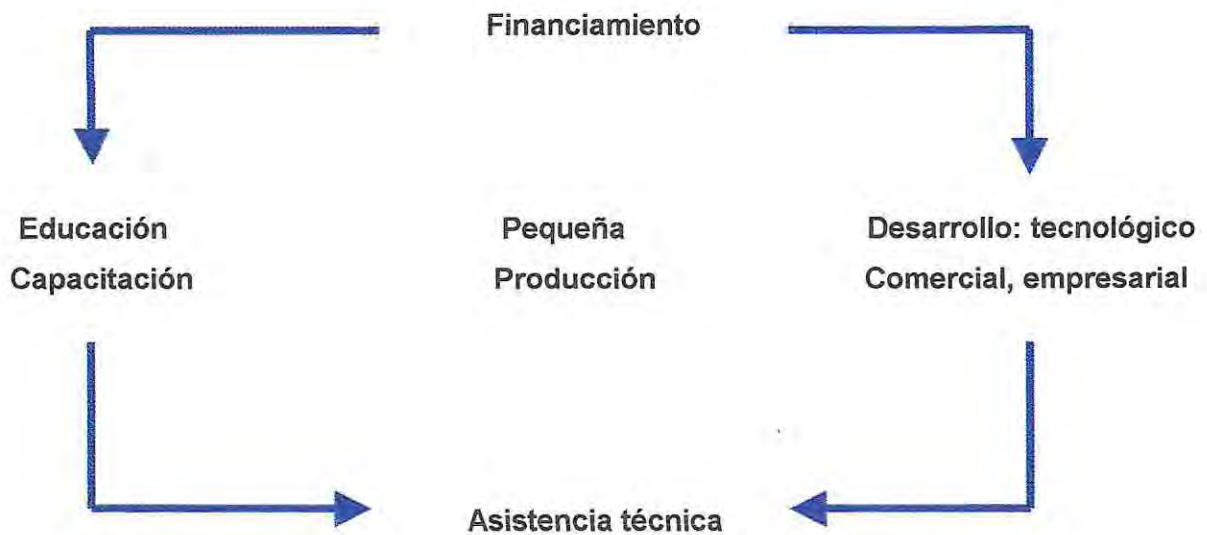 Financiamiento
Educación
Capacitación
Pequeña
Producción
Desarrollo: tecnológico
Comercial, empresarial
Asistencia técnica